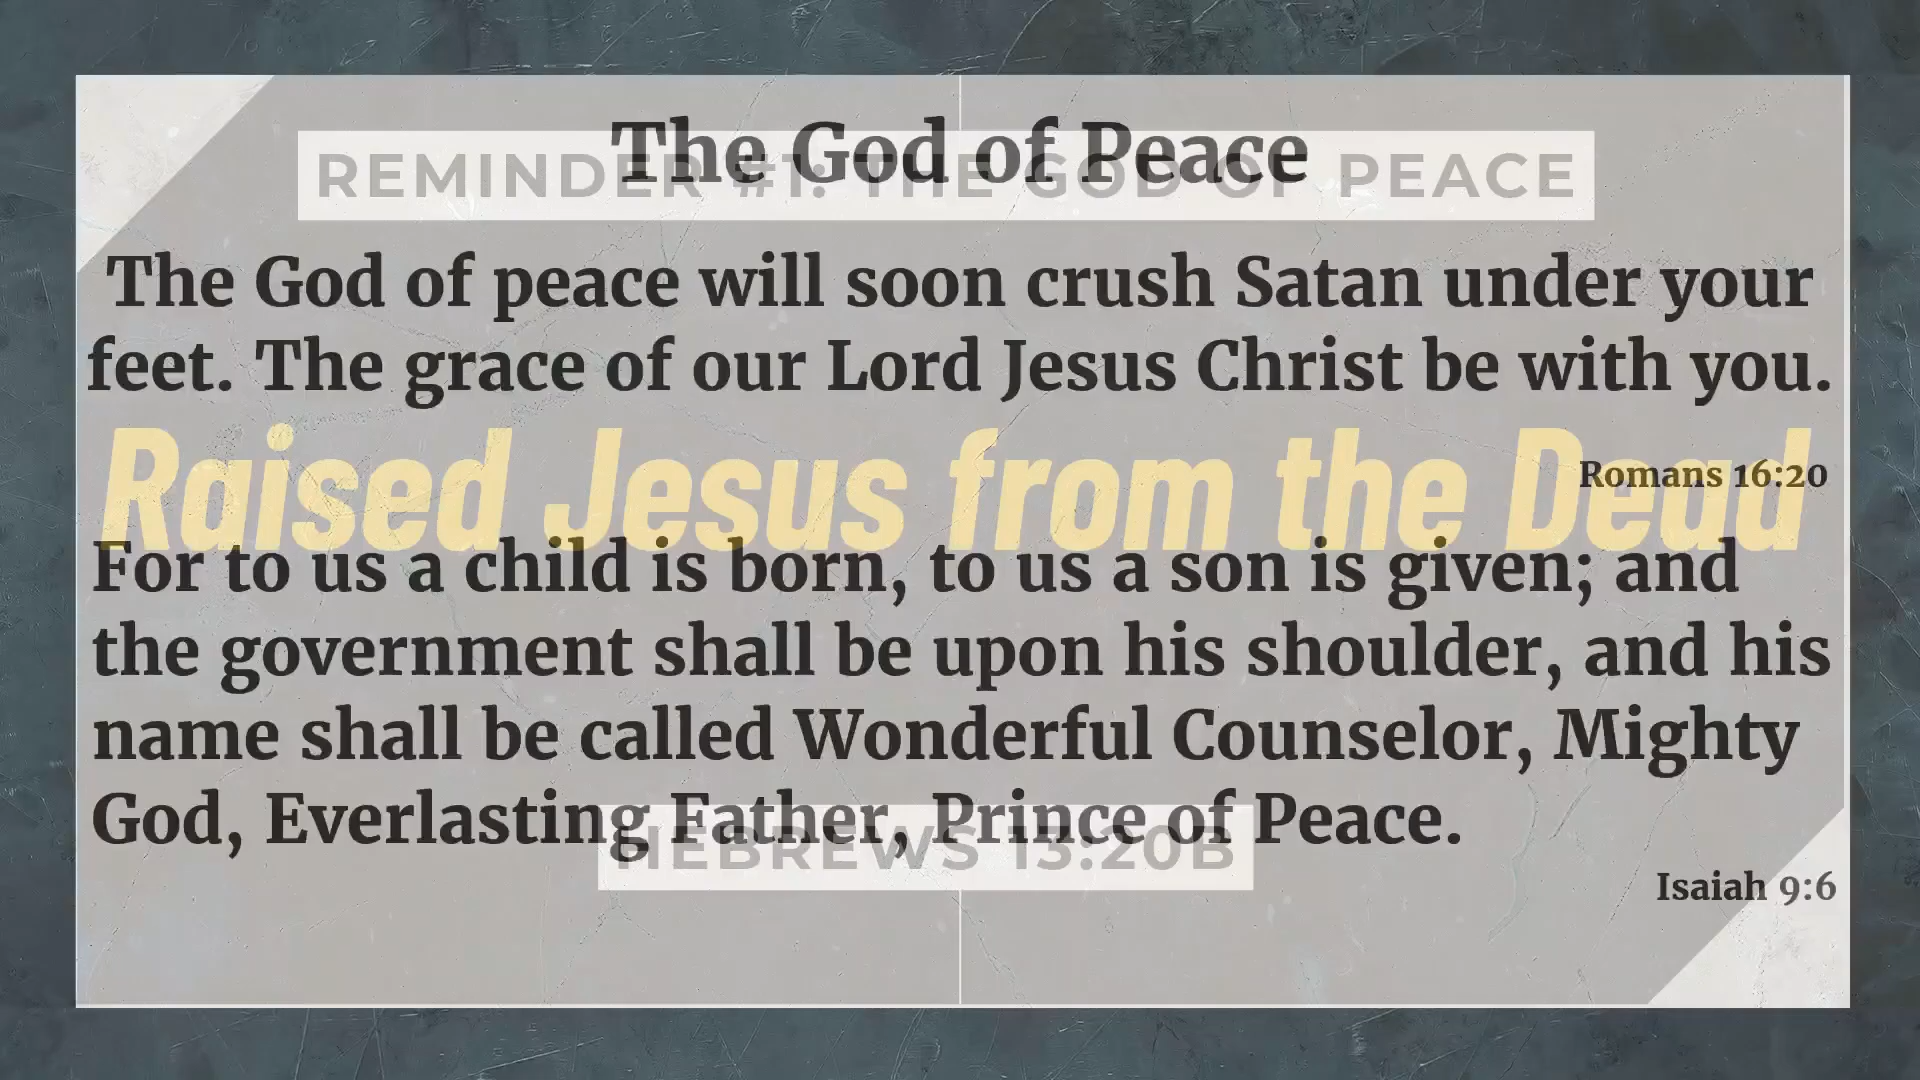 The God of Peace
REMINDER #1: THE GOD OF PEACE
The God of peace will soon crush Satan under your
feet. The grace of our Lord Jesus Christ be with you.
Raised Jesus from the Dead
Romans 16:20
For to us a child is born, to us a son is given; and
the government shall be upon his shoulder, and his
name shall be called Wonderful Counselor, Mighty
God, Everlasting Father, Prince of Peace.
HEBREWS 13:20B
Isaiah 9:6